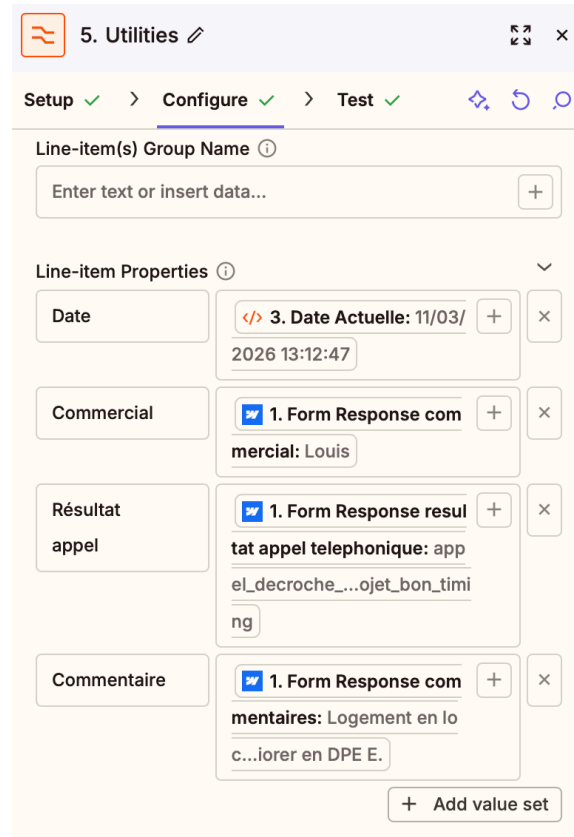 5. Utilities
Setup
Configure
Test
Line-item(s) Group Name
Enter text or insert data...
Line-item Properties
Date
3. Date Actuelle: 11/03/
2026 13:12:47
Commercial
1. Form Response com
mercial: Louis
Résultat
appel
1. Form Response resul
tat appel telephonique: app
el_decroche_...ojet_bon_timi
ng
Commentaire
1. Form Response com
mentaires: Logement en lo
c...iorer en DPE E.
+ Add value set